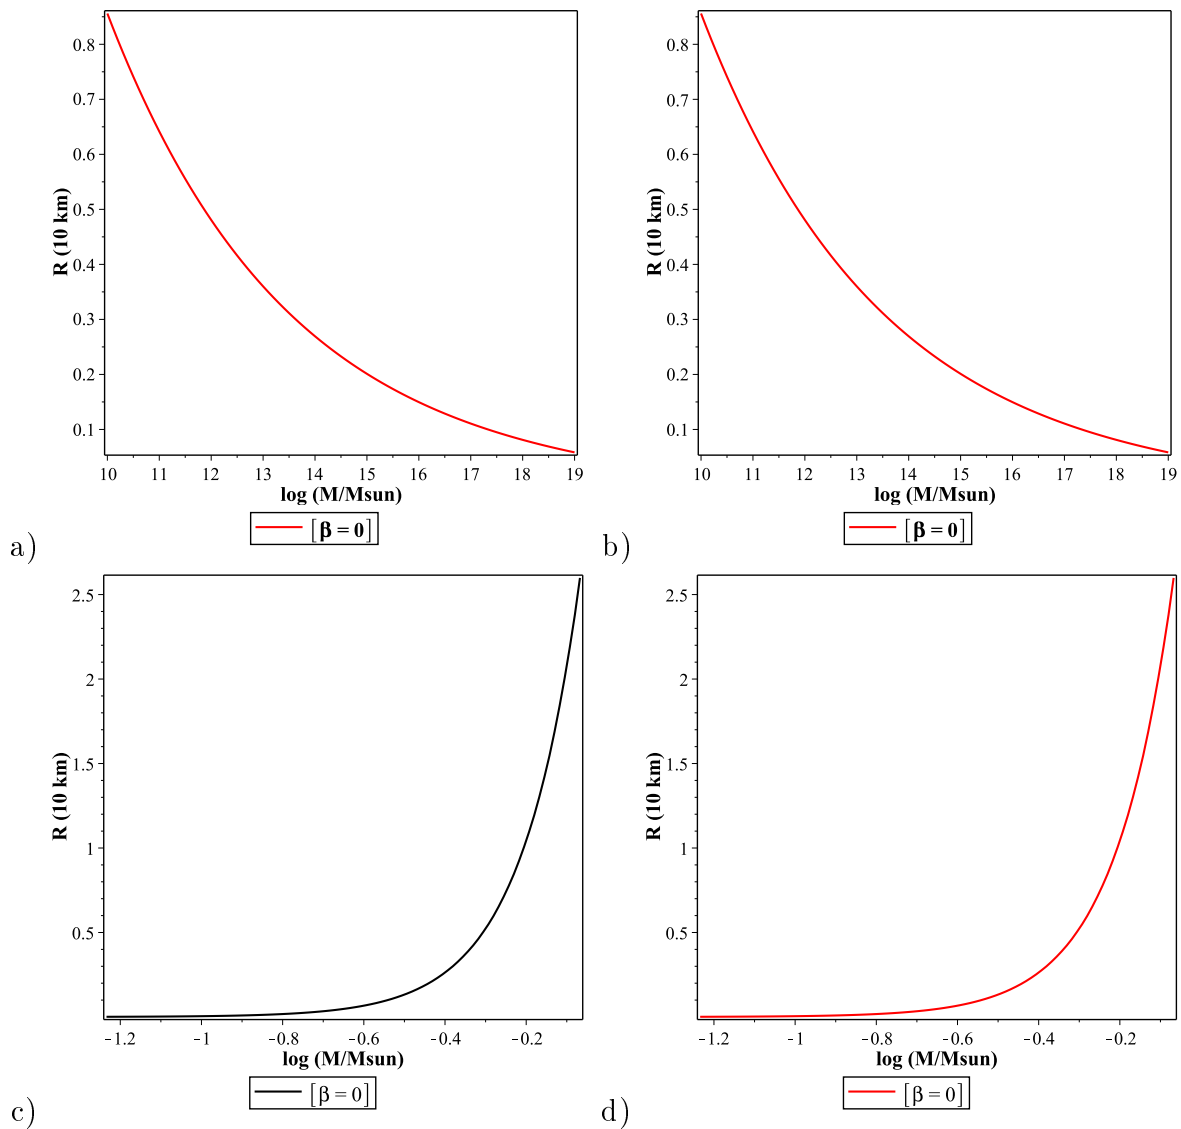 0.8
0.7
0.6
0.5
0.4
0.3
0.2
0.1
R (10 km)
10 11 12 13 14 15 16 17 18 19
log (M/Msun)
[β = 0]
a)
0.8
0.7
0.6
0.5
0.4
0.3
0.2
0.1
R (10 km)
10 11 12 13 14 15 16 17 18 19
log (M/Msun)
[β = 0]
b)
2.5
2
1.5
1
0.5
R (10 km)
-1.2 -1 -0.8 -0.6 -0.4 -0.2
log (M/Msun)
[β = 0]
c)
2.5
2
1.5
1
0.5
R (10 km)
-1.2 -1 -0.8 -0.6 -0.4 -0.2
log (M/Msun)
[β = 0]
d)